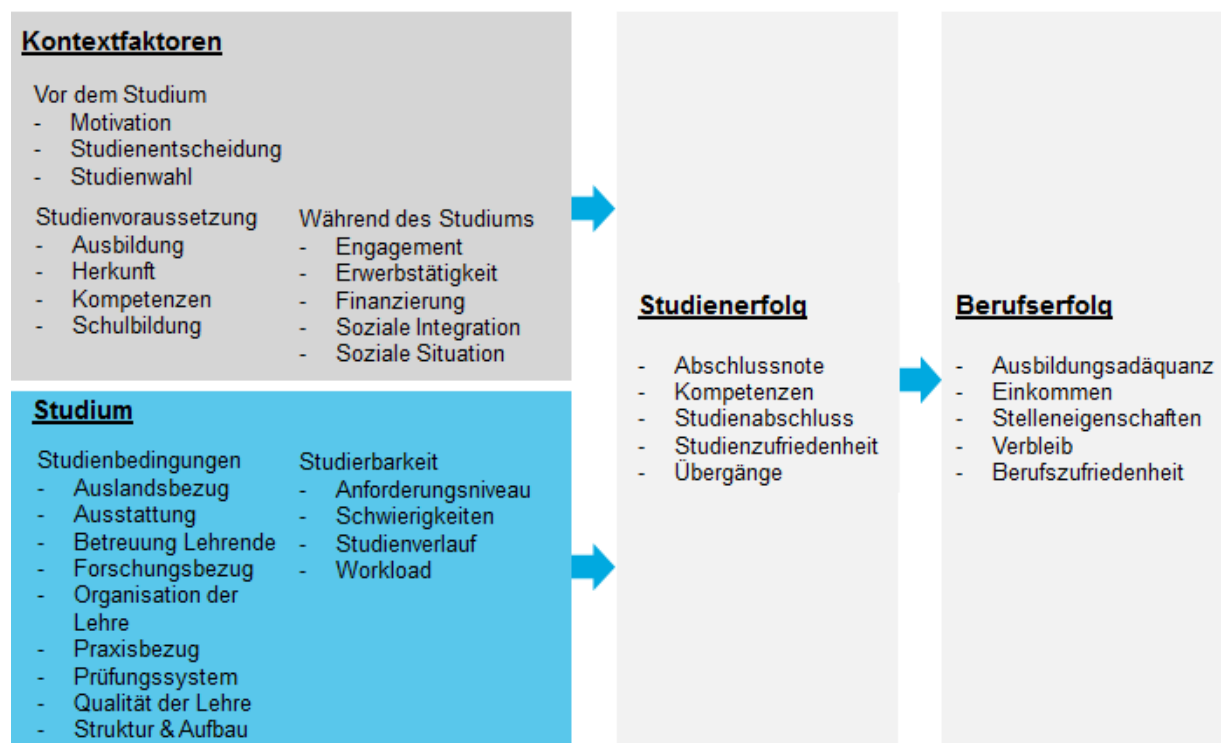 Kontextfaktoren
Vor dem Studium
- Motivation
- Studienentscheidung
- Studienwahl
Studienvoraussetzung
- Ausbildung
- Herkunft
- Kompetenzen
- Schulbildung
Während des Studiums
- Engagement
- Erwerbstätigkeit
- Finanzierung
- Soziale Integration
- Soziale Situation
Studium
Studienbedingungen
- Auslandsbezug
- Ausstattung
- Betreuung Lehrende
- Forschungsbezug
- Organisation der
Lehre
- Praxisbezug
- Prüfungssystem
- Qualität der Lehre
- Struktur & Aufbau
Studierbarkeit
- Anforderungsniveau
- Schwierigkeiten
- Studienverlauf
- Workload
Studienerfolg
- Abschlussnote
- Kompetenzen
- Studienabschluss
- Studienzufriedenheit
- Übergänge
Berufserfolg
- Ausbildungsadäquanz
- Einkommen
- Stelleneigenschaften
- Verbleib
- Berufszufriedenheit